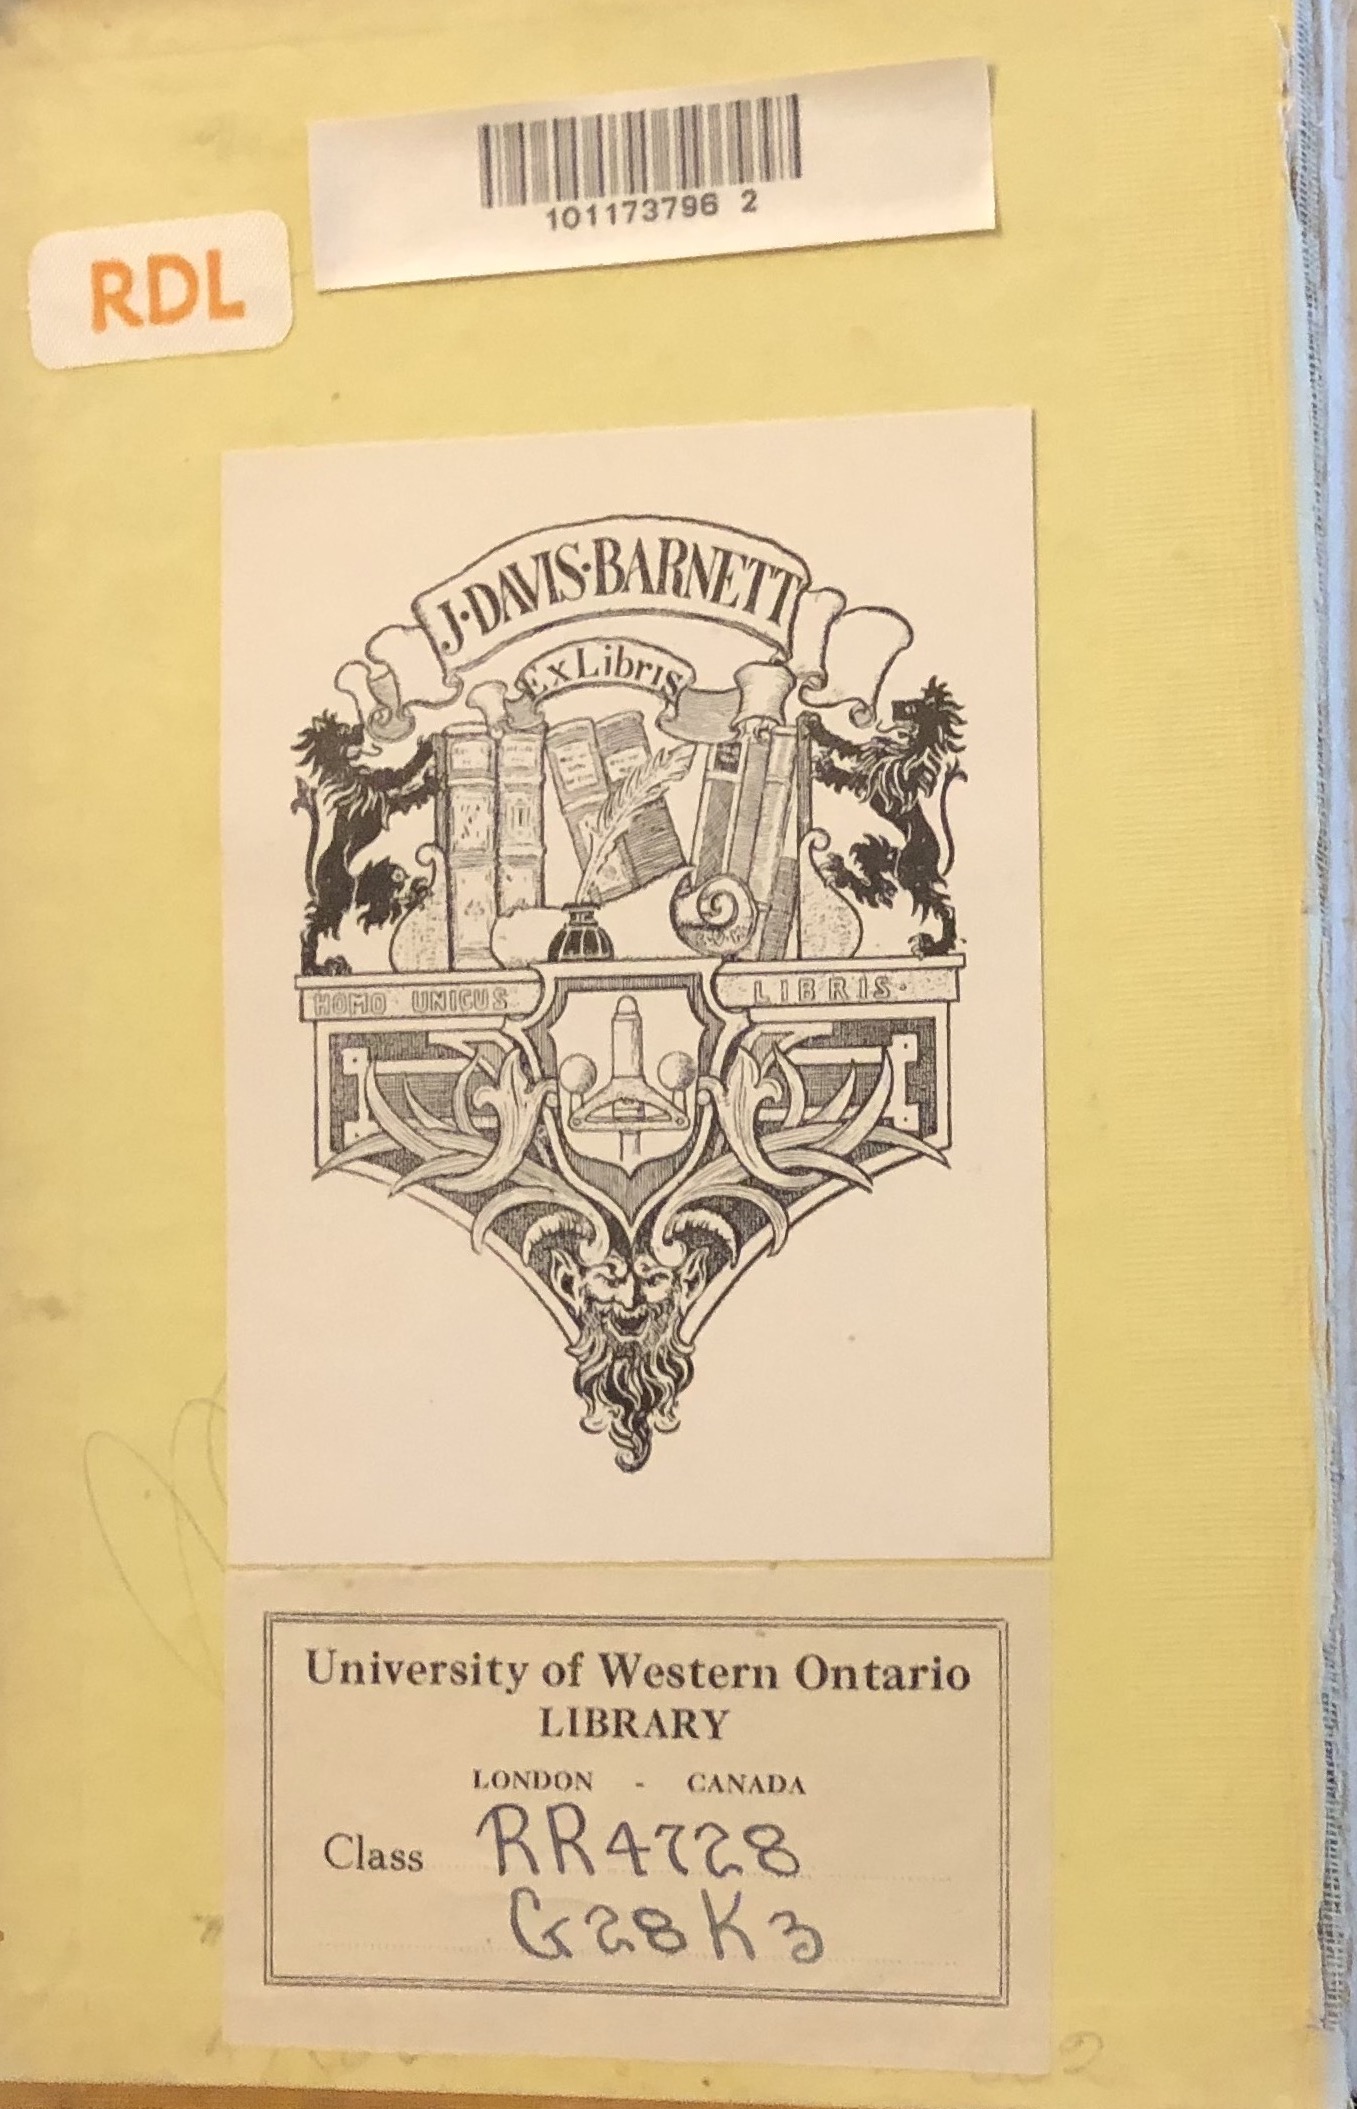 101173796 2
RDL
J·DAVIS·BARNETT
Ex Libris
HOMO UNICUS LIBRIS·
University of Western Ontario
LIBRARY
LONDON - CANADA
Class RR4728
G28K3